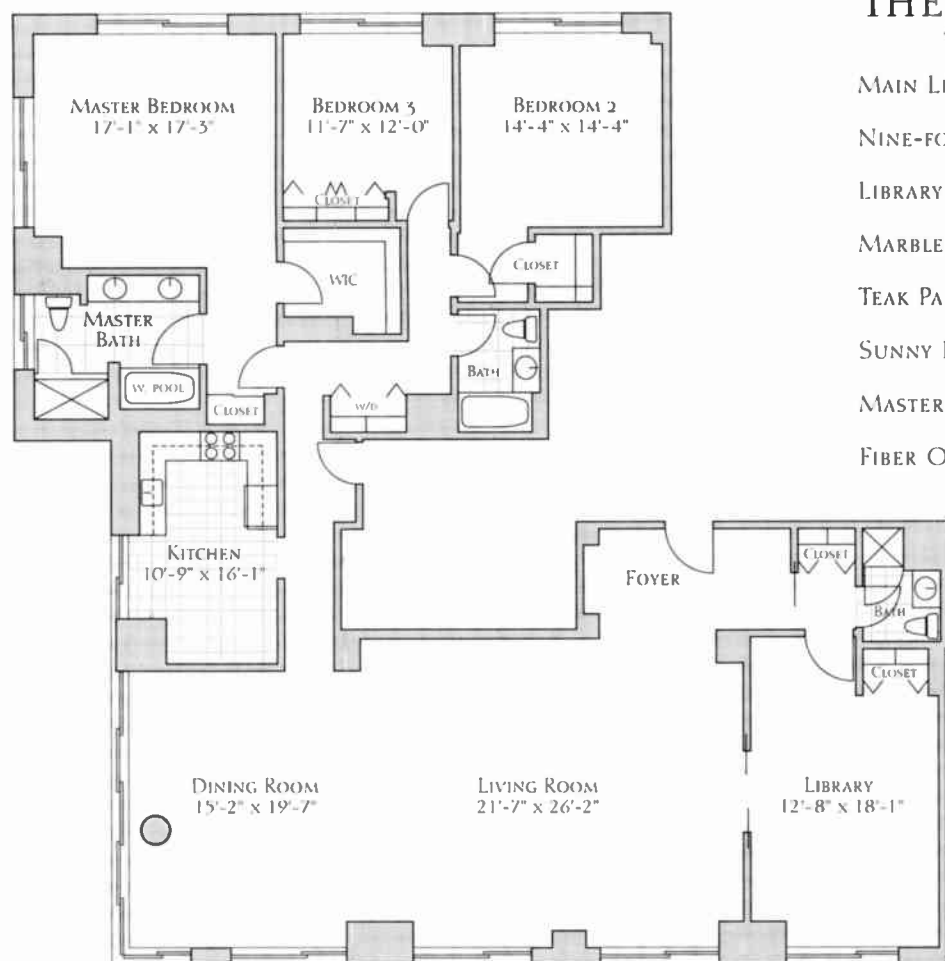 THE
MAIN L
NINE-FO
LIBRARY
MARBLE
TEAK PA
SUNNY
MASTER
FIBER O
MASTER BEDROOM
17'-1" x 17'-3"
BEDROOM 3
11'-7" x 12'-0"
BEDROOM 2
14'-4" x 14'-4"
CLOSET
WIC
CLOSET
MASTER
BATH
W. POOL
CLOSET
W/D
BATH
KITCHEN
10'-9" x 16'-1"
FOYER
CLOSET
BATH
CLOSET
DINING ROOM
15'-2" x 19'-7"
LIVING ROOM
21'-7" x 26'-2"
LIBRARY
12'-8" x 18'-1"